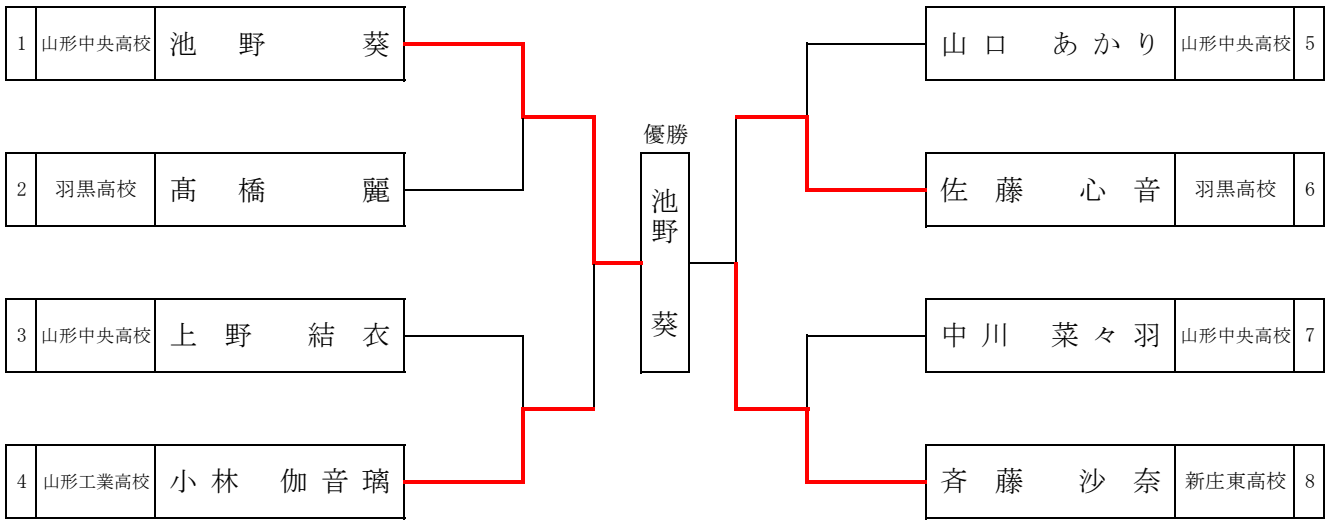 1 山形中央高校 池野 葵
2 羽黒高校 髙橋 麗
3 山形中央高校 上野 結衣
4 山形工業高校 小林 伽音璃
優勝
池野 葵
山口 あかり 山形中央高校 5
佐藤 心音 羽黒高校 6
中川 菜々羽 山形中央高校 7
斉藤 沙奈 新庄東高校 8